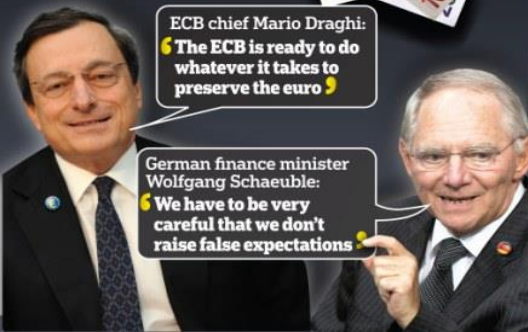 ECB chief Mario Draghi:
‘The ECB is ready to do
whatever it takes to
preserve the euro’
German finance minister
Wolfgang Schaeuble:
‘We have to be very
careful that we don't
raise false expectations’